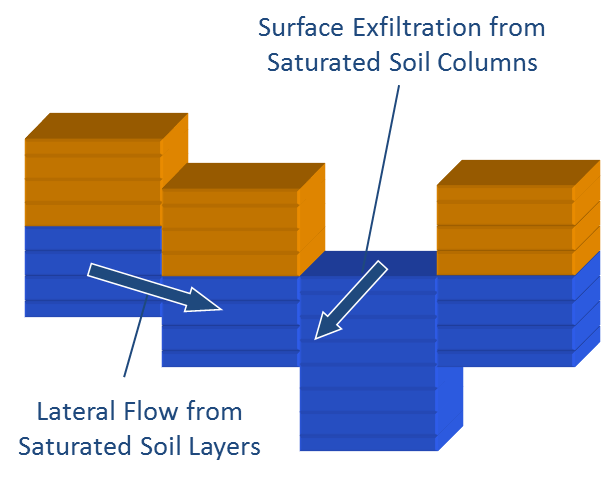 Surface Exfiltration from
Saturated Soil Columns
Lateral Flow from
Saturated Soil Layers